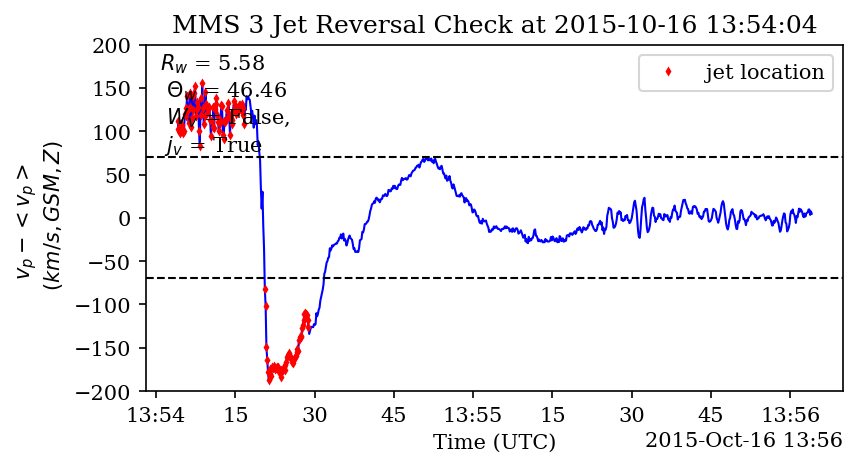 MMS 3 Jet Reversal Check at 2015-10-16 13:54:04
R_w = 5.58
Θ_w = 46.46
W_v = False,
j_v = True
jet location
v_p − < v_p >
(km/s, GSM, Z)
200
150
100
50
0
−50
−100
−150
−200
13:54 15 30 45 13:55 15 30 45 13:56
Time (UTC)
2015-Oct-16 13:56